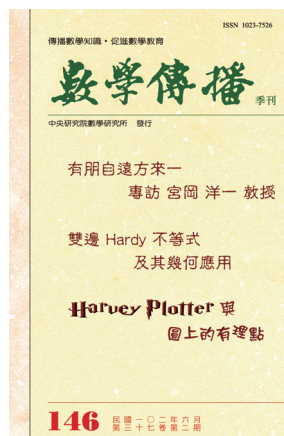 ISSN 1023-7526
傳播數學知識・促進數學教育
數學傳播 季刊
中央研究院數學研究所 發行
有朋自遠方來—
專訪 宮岡 洋一 教授
雙邊 Hardy 不等式
及其幾何應用
Harvey Plotter 與
圓上的有理點
146 民國一〇二年六月
第三十七卷第二期